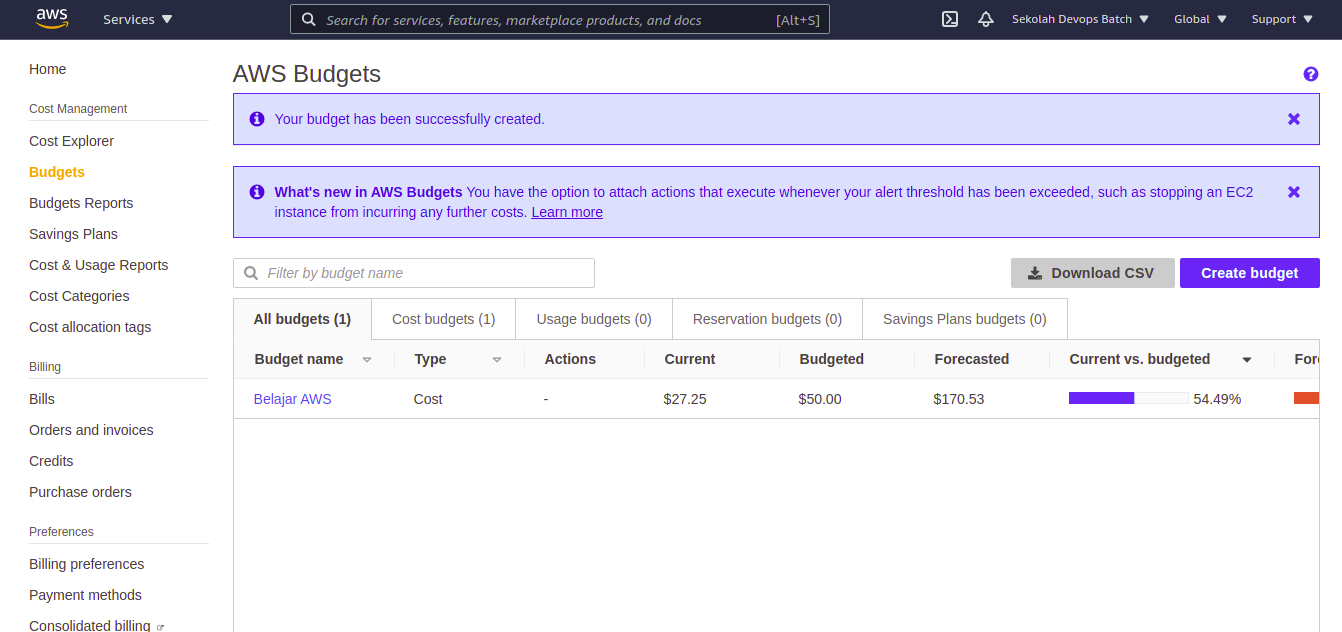 aws
Services
Search for services, features, marketplace products, and docs
[Alt+S]
Sekolah Devops Batch
Global
Support
Home
Cost Management
Cost Explorer
Budgets
Budgets Reports
Savings Plans
Cost & Usage Reports
Cost Categories
Cost allocation tags
Billing
Bills
Orders and invoices
Credits
Purchase orders
Preferences
Billing preferences
Payment methods
Consolidated billing
AWS Budgets
Your budget has been successfully created.
What's new in AWS Budgets You have the option to attach actions that execute whenever your alert threshold has been exceeded, such as stopping an EC2
instance from incurring any further costs. Learn more
Filter by budget name
Download CSV
Create budget
All budgets (1)
Cost budgets (1)
Usage budgets (0)
Reservation budgets (0)
Savings Plans budgets (0)
Budget name Type Actions Current Budgeted Forecasted Current vs. budgeted
Belajar AWS Cost - $27.25 $50.00 $170.53 54.49%